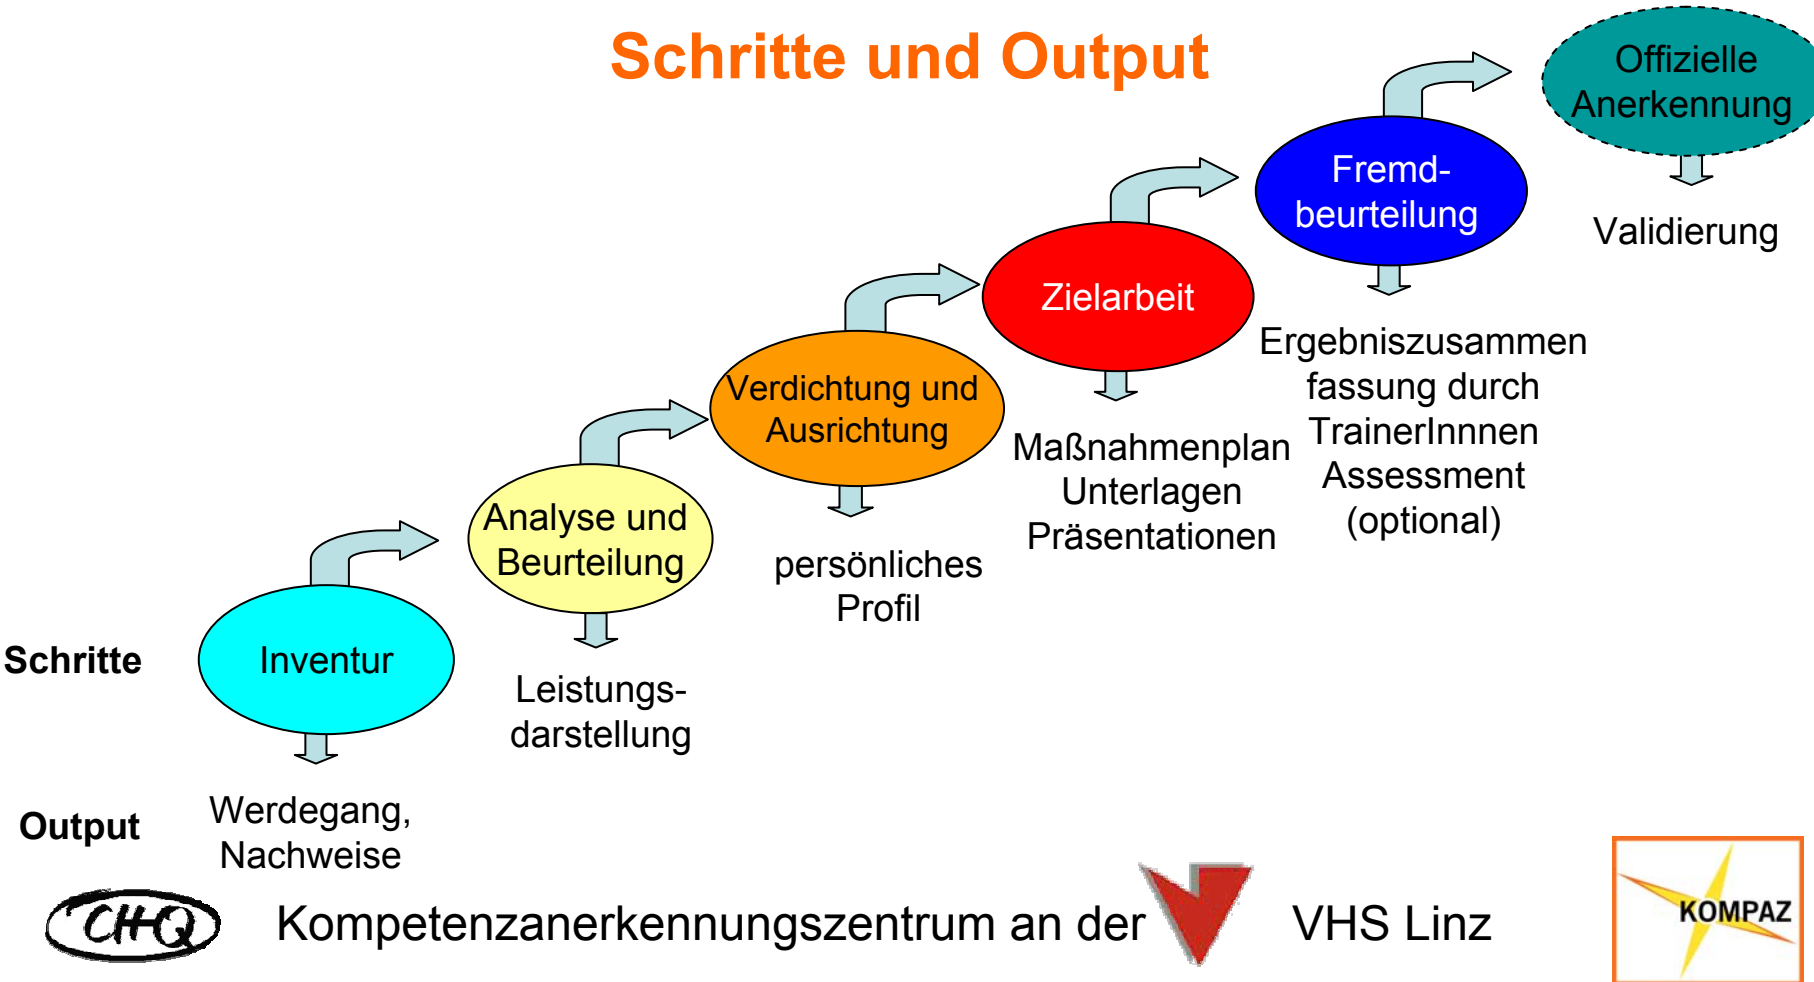 Schritte und Output
Offizielle
Anerkennung
Validierung
Fremd-
beurteilung
Ergebniszusammen
fassung durch
TrainerInnnen
Assessment
(optional)
Zielarbeit
Maßnahmenplan
Unterlagen
Präsentationen
Verdichtung und
Ausrichtung
persönliches
Profil
Analyse und
Beurteilung
Leistungs-
darstellung
Schritte
Inventur
Output
Werdegang,
Nachweise
CH-Q
Kompetenzanerkennungszentrum an der VHS Linz
KOMPAZ